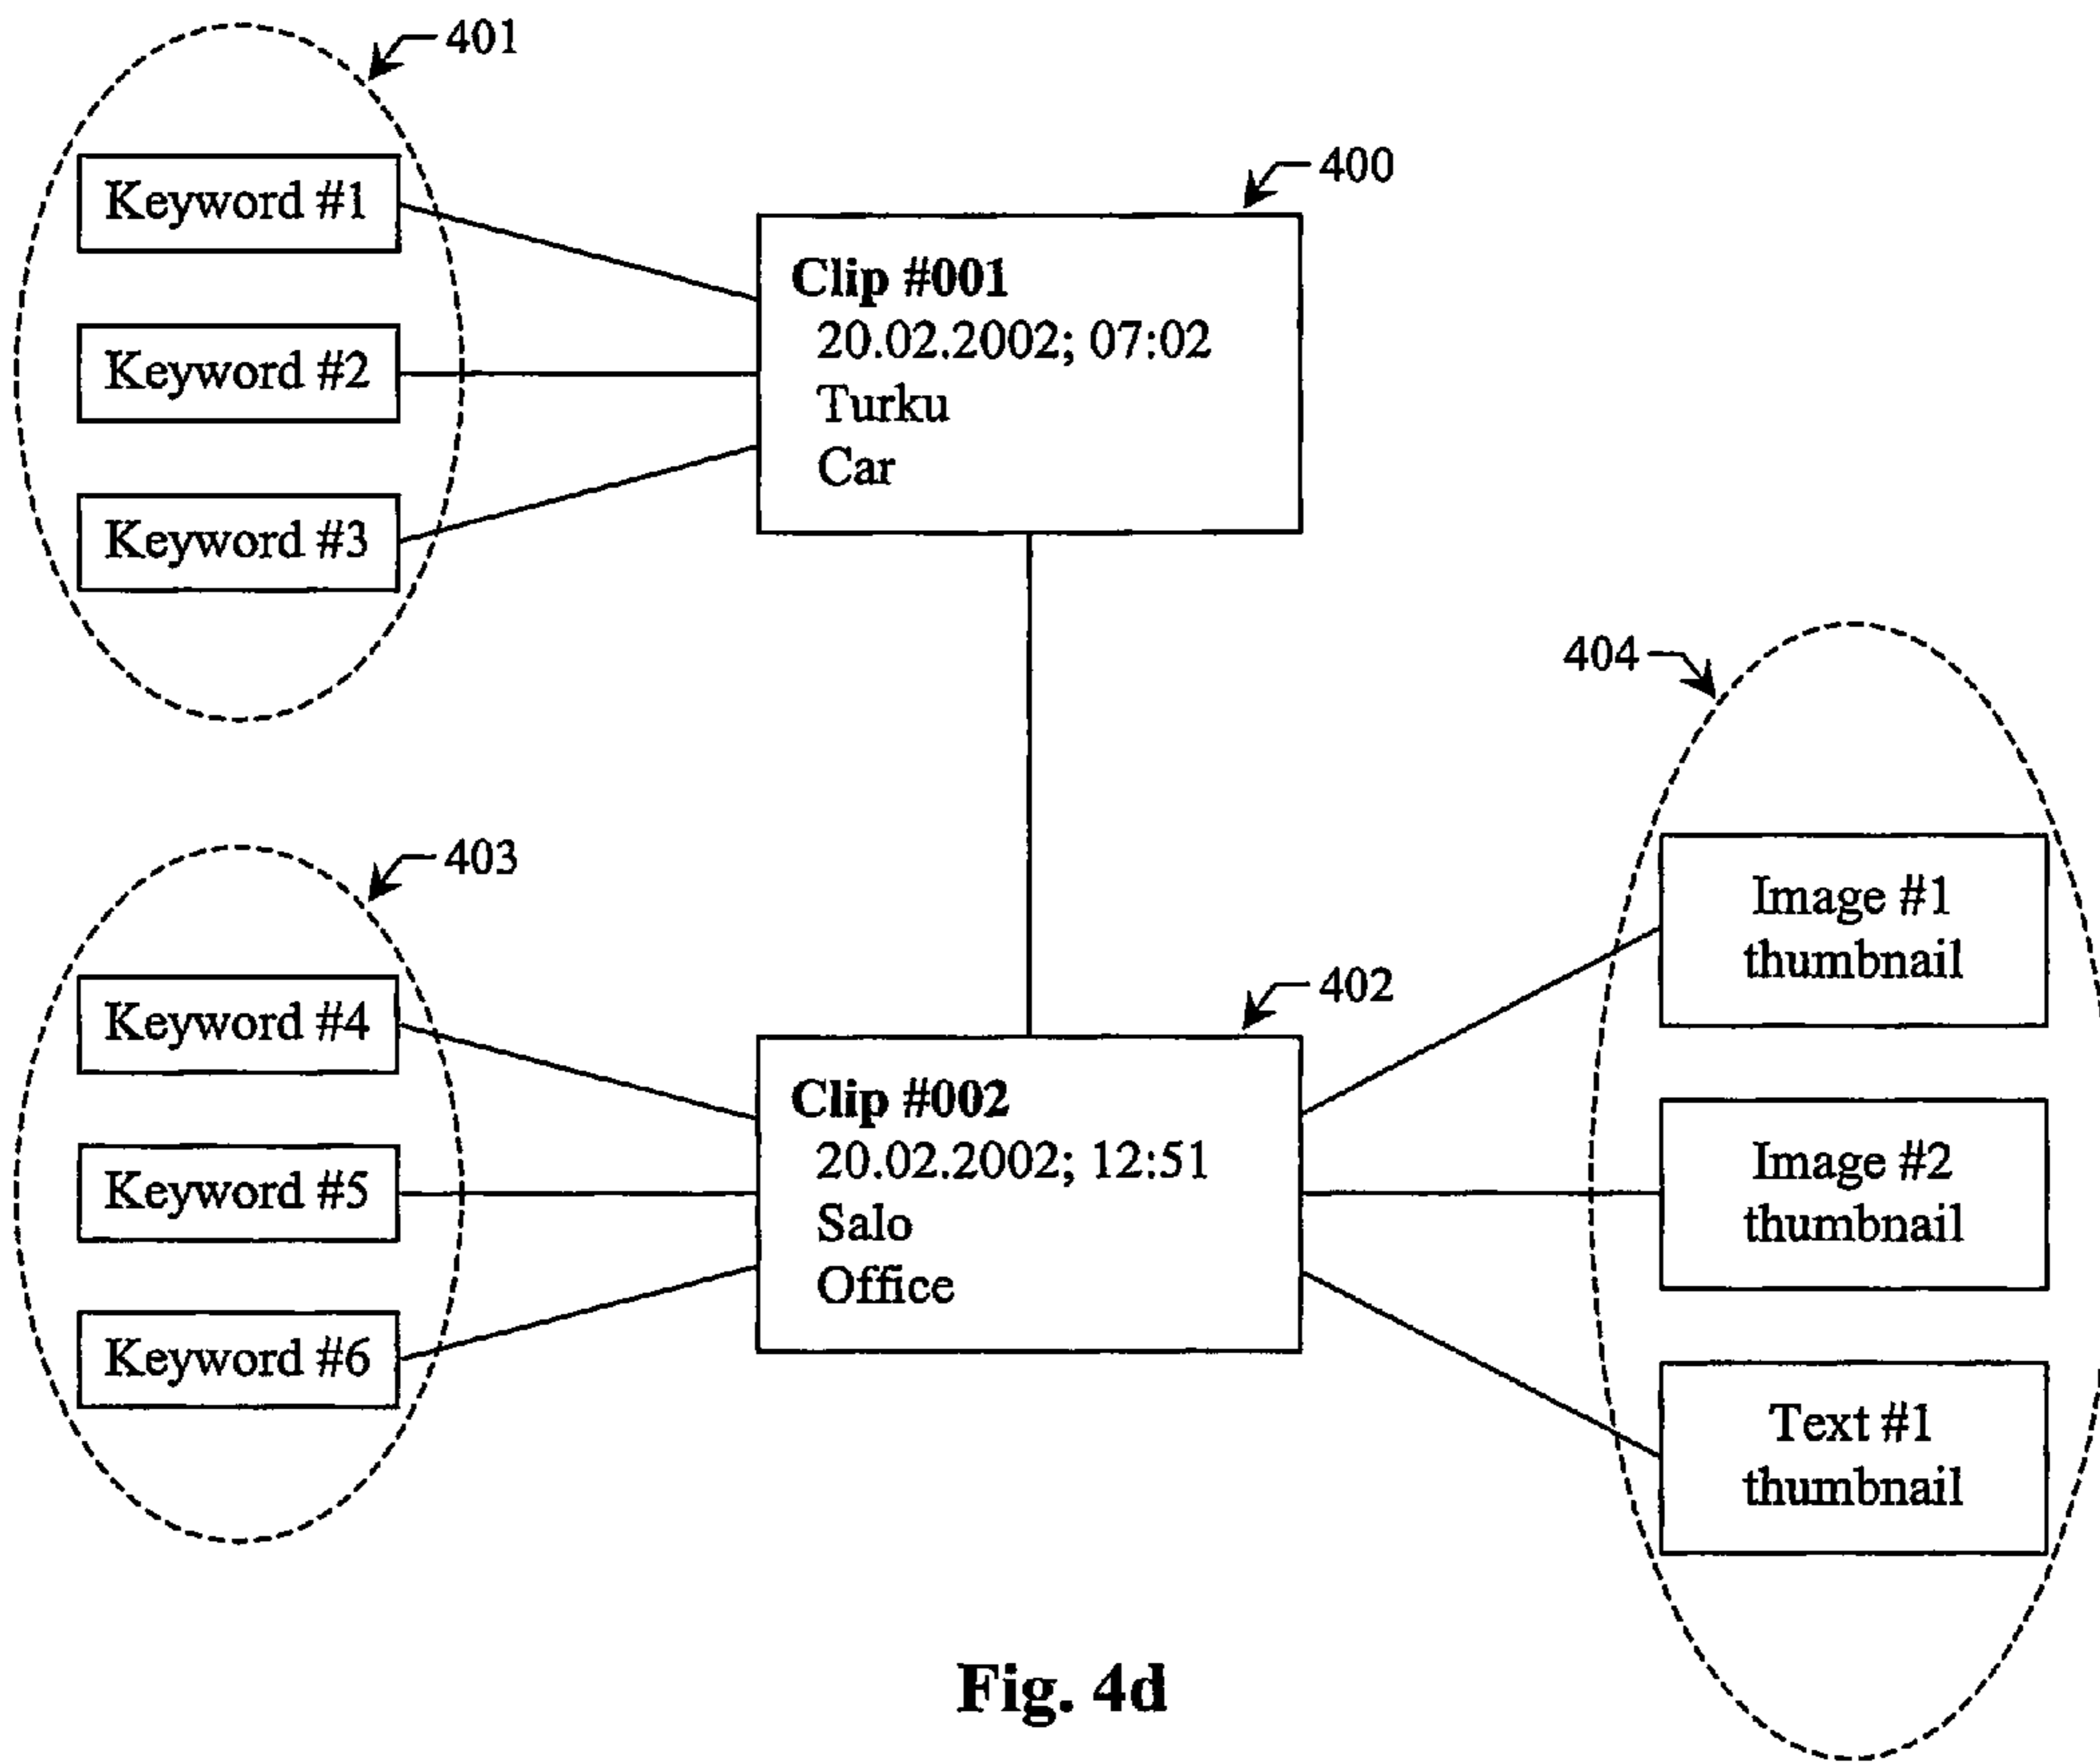 401
Keyword #1
Keyword #2
Keyword #3
400
Clip #001
20.02.2002; 07:02
Turku
Car
403
Keyword #4
Keyword #5
Keyword #6
402
Clip #002
20.02.2002; 12:51
Salo
Office
404
Image #1
thumbnail
Image #2
thumbnail
Text #1
thumbnail
Fig. 4d